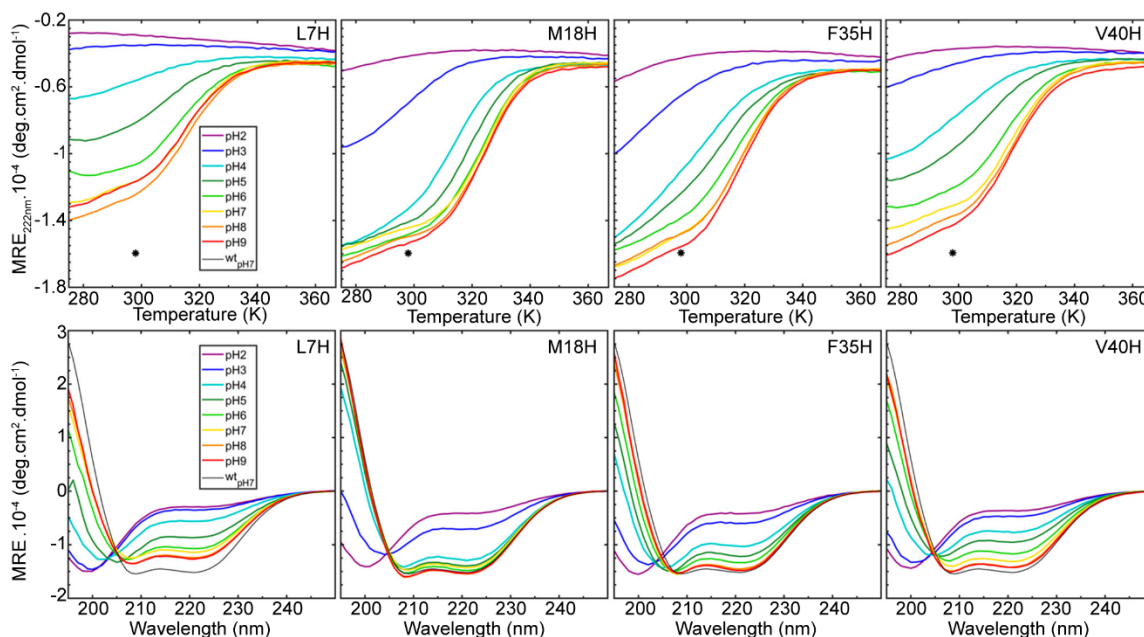 -0.2
-0.6
-1
-1.4
-1.8
MRE222nm. 10-4 (deg.cm2.dmol-1)
L7H
pH2
pH3
pH4
pH5
pH6
pH7
pH8
pH9
wtpH7
*
280 300 320 340 360
Temperature (K)
M18H
*
280 300 320 340 360
Temperature (K)
F35H
*
280 300 320 340 360
Temperature (K)
V40H
*
280 300 320 340 360
Temperature (K)
3
2
1
0
-1
-2
MRE . 10-4 (deg.cm2.dmol-1)
L7H
pH2
pH3
pH4
pH5
pH6
pH7
pH8
pH9
wtpH7
200 210 220 230 240
Wavelength (nm)
M18H
200 210 220 230 240
Wavelength (nm)
F35H
200 210 220 230 240
Wavelength (nm)
V40H
200 210 220 230 240
Wavelength (nm)